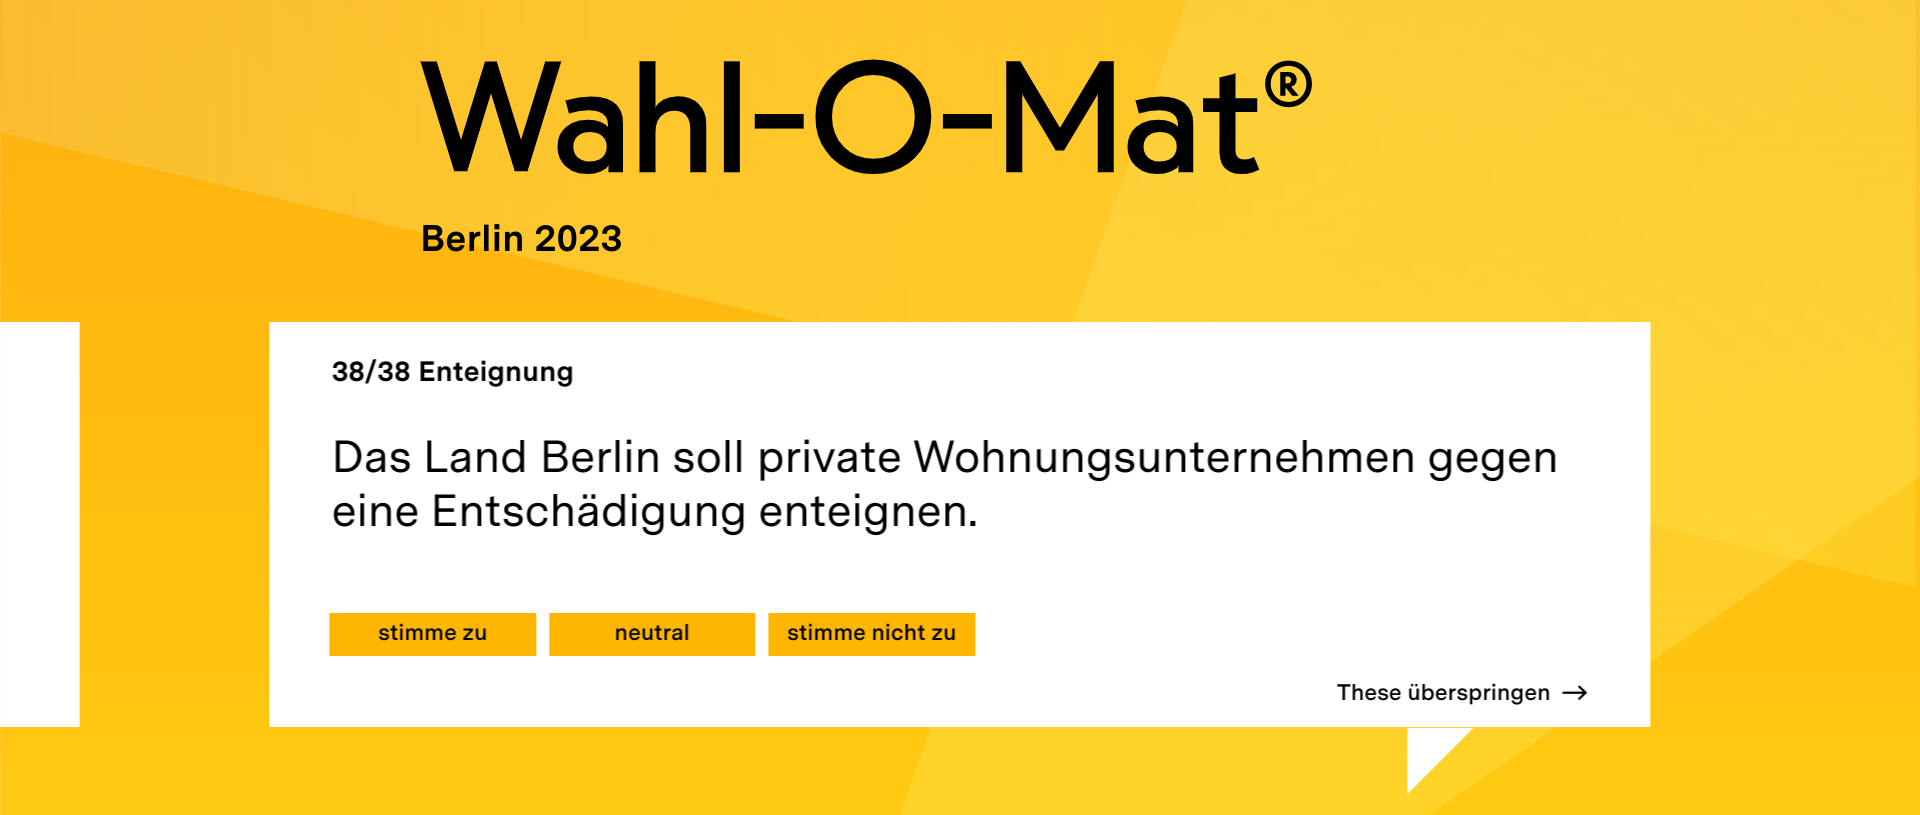 Wahl-O-Mat®
Berlin 2023
38/38 Enteignung
Das Land Berlin soll private Wohnungsunternehmen gegen
eine Entschädigung enteignen.
stimme zu
neutral
stimme nicht zu
These überspringen →